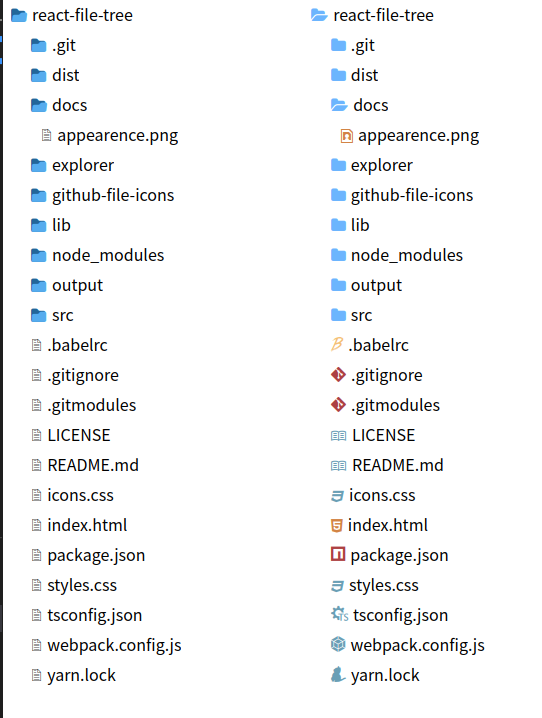 react-file-tree
.git
dist
docs
appearence.png
explorer
github-file-icons
lib
node_modules
output
src
.babelrc
.gitignore
.gitmodules
LICENSE
README.md
icons.css
index.html
package.json
styles.css
tsconfig.json
webpack.config.js
yarn.lock
react-file-tree
.git
dist
docs
appearence.png
explorer
github-file-icons
lib
node_modules
output
src
.babelrc
.gitignore
.gitmodules
LICENSE
README.md
icons.css
index.html
package.json
styles.css
tsconfig.json
webpack.config.js
yarn.lock